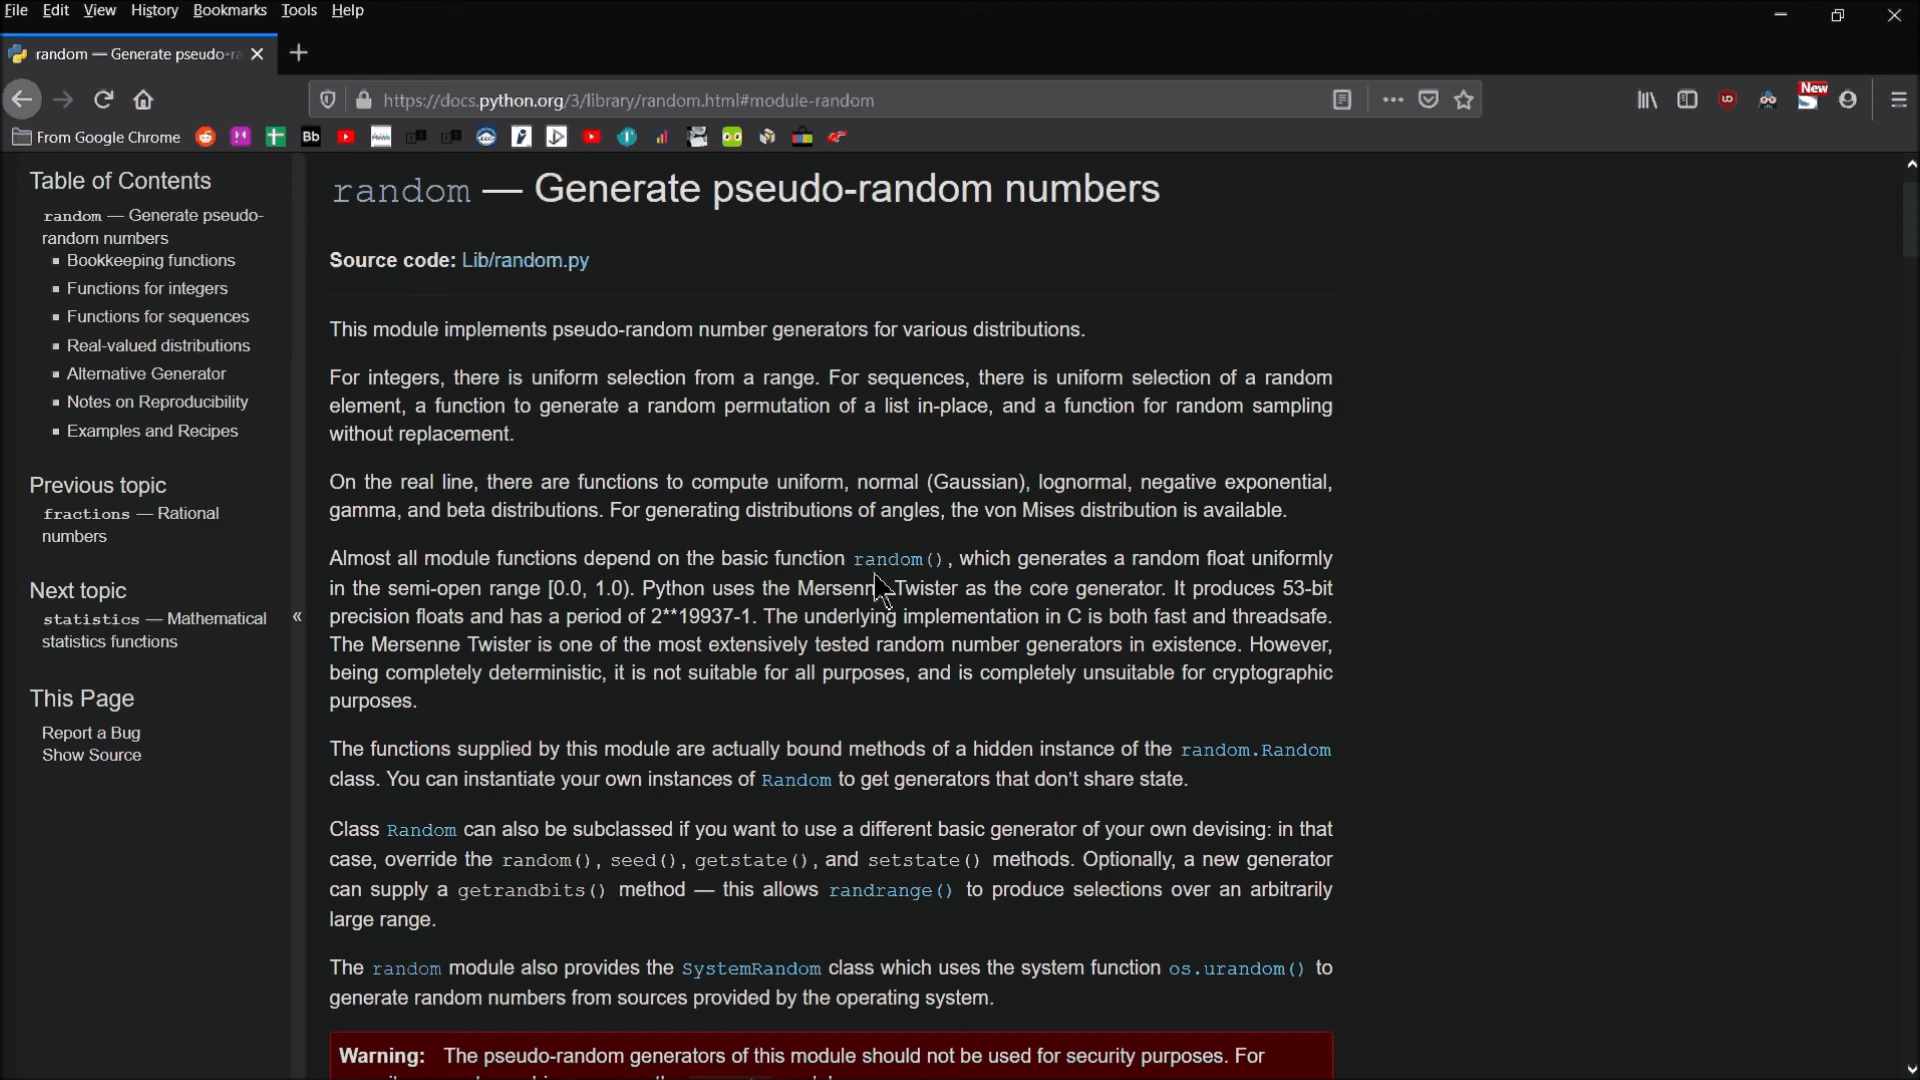 File Edit View History Bookmarks Tools Help
random — Generate pseudo-ra
https://docs.python.org/3/library/random.html#module-random
New
From Google Chrome
Bb
Table of Contents
random — Generate pseudo-
random numbers
Bookkeeping functions
Functions for integers
Functions for sequences
Real-valued distributions
Alternative Generator
Notes on Reproducibility
Examples and Recipes
Previous topic
fractions — Rational
numbers
Next topic
statistics — Mathematical
statistics functions
This Page
Report a Bug
Show Source
«
random — Generate pseudo-random numbers
Source code: Lib/random.py
This module implements pseudo-random number generators for various distributions.
For integers, there is uniform selection from a range. For sequences, there is uniform selection of a random
element, a function to generate a random permutation of a list in-place, and a function for random sampling
without replacement.
On the real line, there are functions to compute uniform, normal (Gaussian), lognormal, negative exponential,
gamma, and beta distributions. For generating distributions of angles, the von Mises distribution is available.
Almost all module functions depend on the basic function random(), which generates a random float uniformly
in the semi-open range [0.0, 1.0). Python uses the Mersenne Twister as the core generator. It produces 53-bit
precision floats and has a period of 2**19937-1. The underlying implementation in C is both fast and threadsafe.
The Mersenne Twister is one of the most extensively tested random number generators in existence. However,
being completely deterministic, it is not suitable for all purposes, and is completely unsuitable for cryptographic
purposes.
The functions supplied by this module are actually bound methods of a hidden instance of the random.Random
class. You can instantiate your own instances of Random to get generators that don't share state.
Class Random can also be subclassed if you want to use a different basic generator of your own devising: in that
case, override the random(), seed(), getstate(), and setstate() methods. Optionally, a new generator
can supply a getrandbits() method — this allows randrange() to produce selections over an arbitrarily
large range.
The random module also provides the SystemRandom class which uses the system function os.urandom() to
generate random numbers from sources provided by the operating system.
Warning: The pseudo-random generators of this module should not be used for security purposes. For